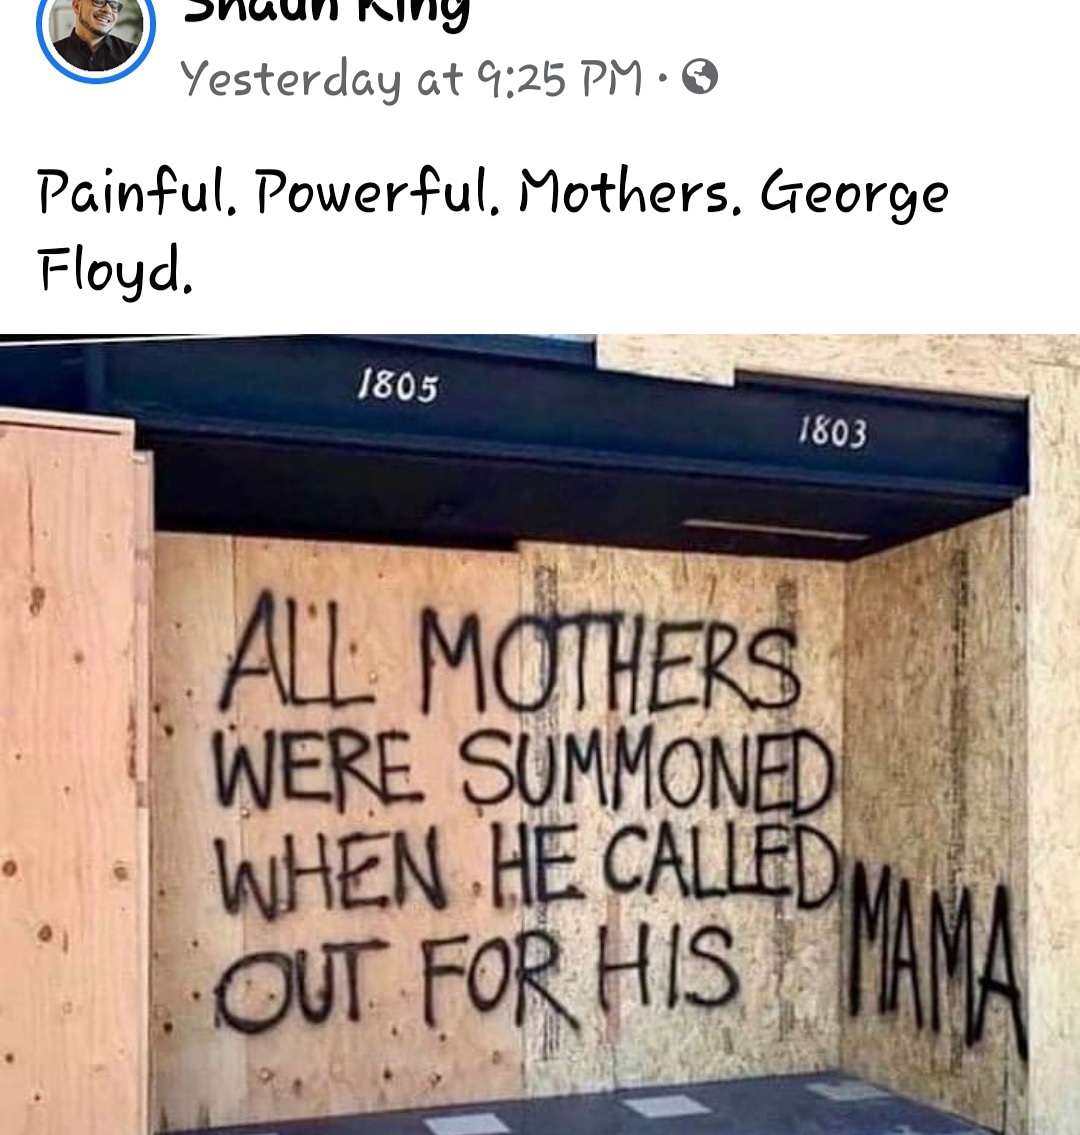 Shaun King
Yesterday at 9:25 PM ·
Painful. Powerful. Mothers. George
Floyd.
1805
1803
ALL MOTHERS
WERE SUMMONED
WHEN HE CALLED
OUT FOR HIS MAMA